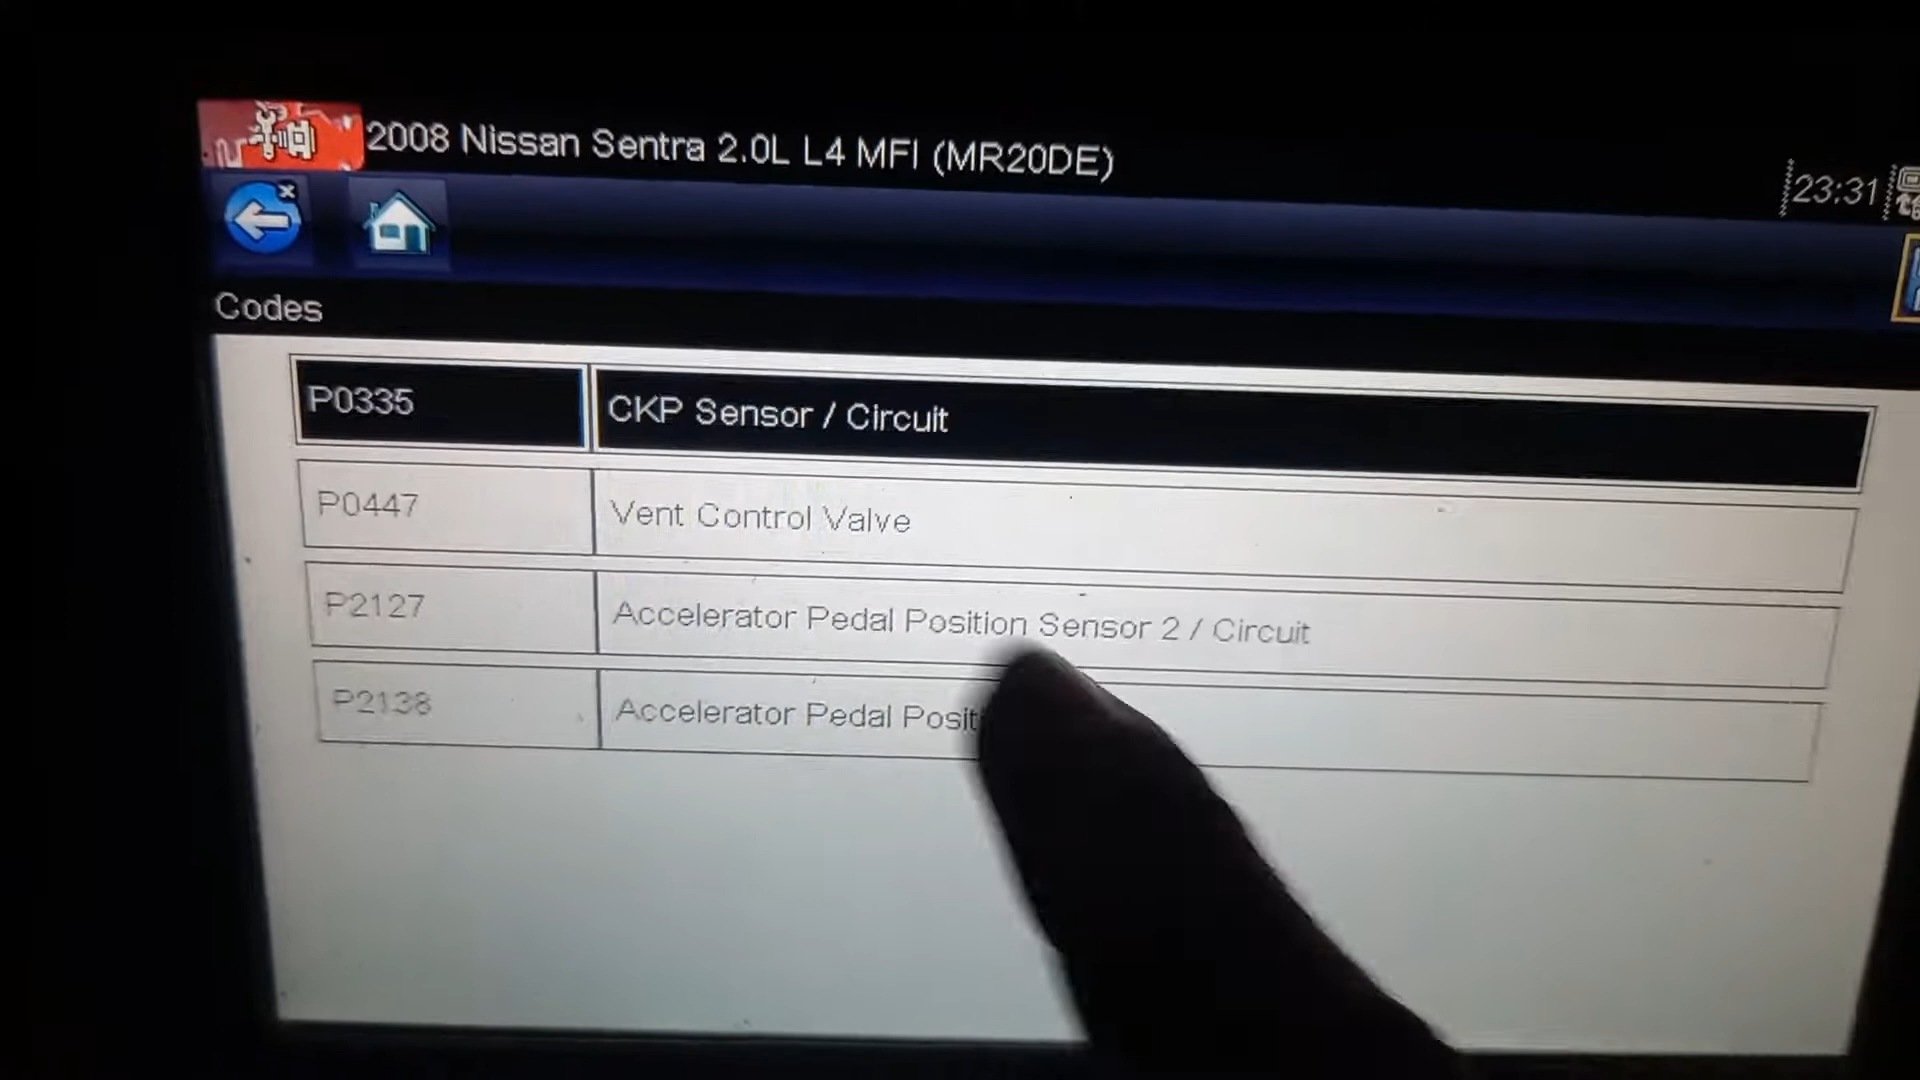 2008 Nissan Sentra 2.0L L4 MFI (MR20DE)
23:31
Codes
P0335 CKP Sensor / Circuit
P0447 Vent Control Valve
P2127 Accelerator Pedal Position Sensor 2 / Circuit
P2138 Accelerator Pedal